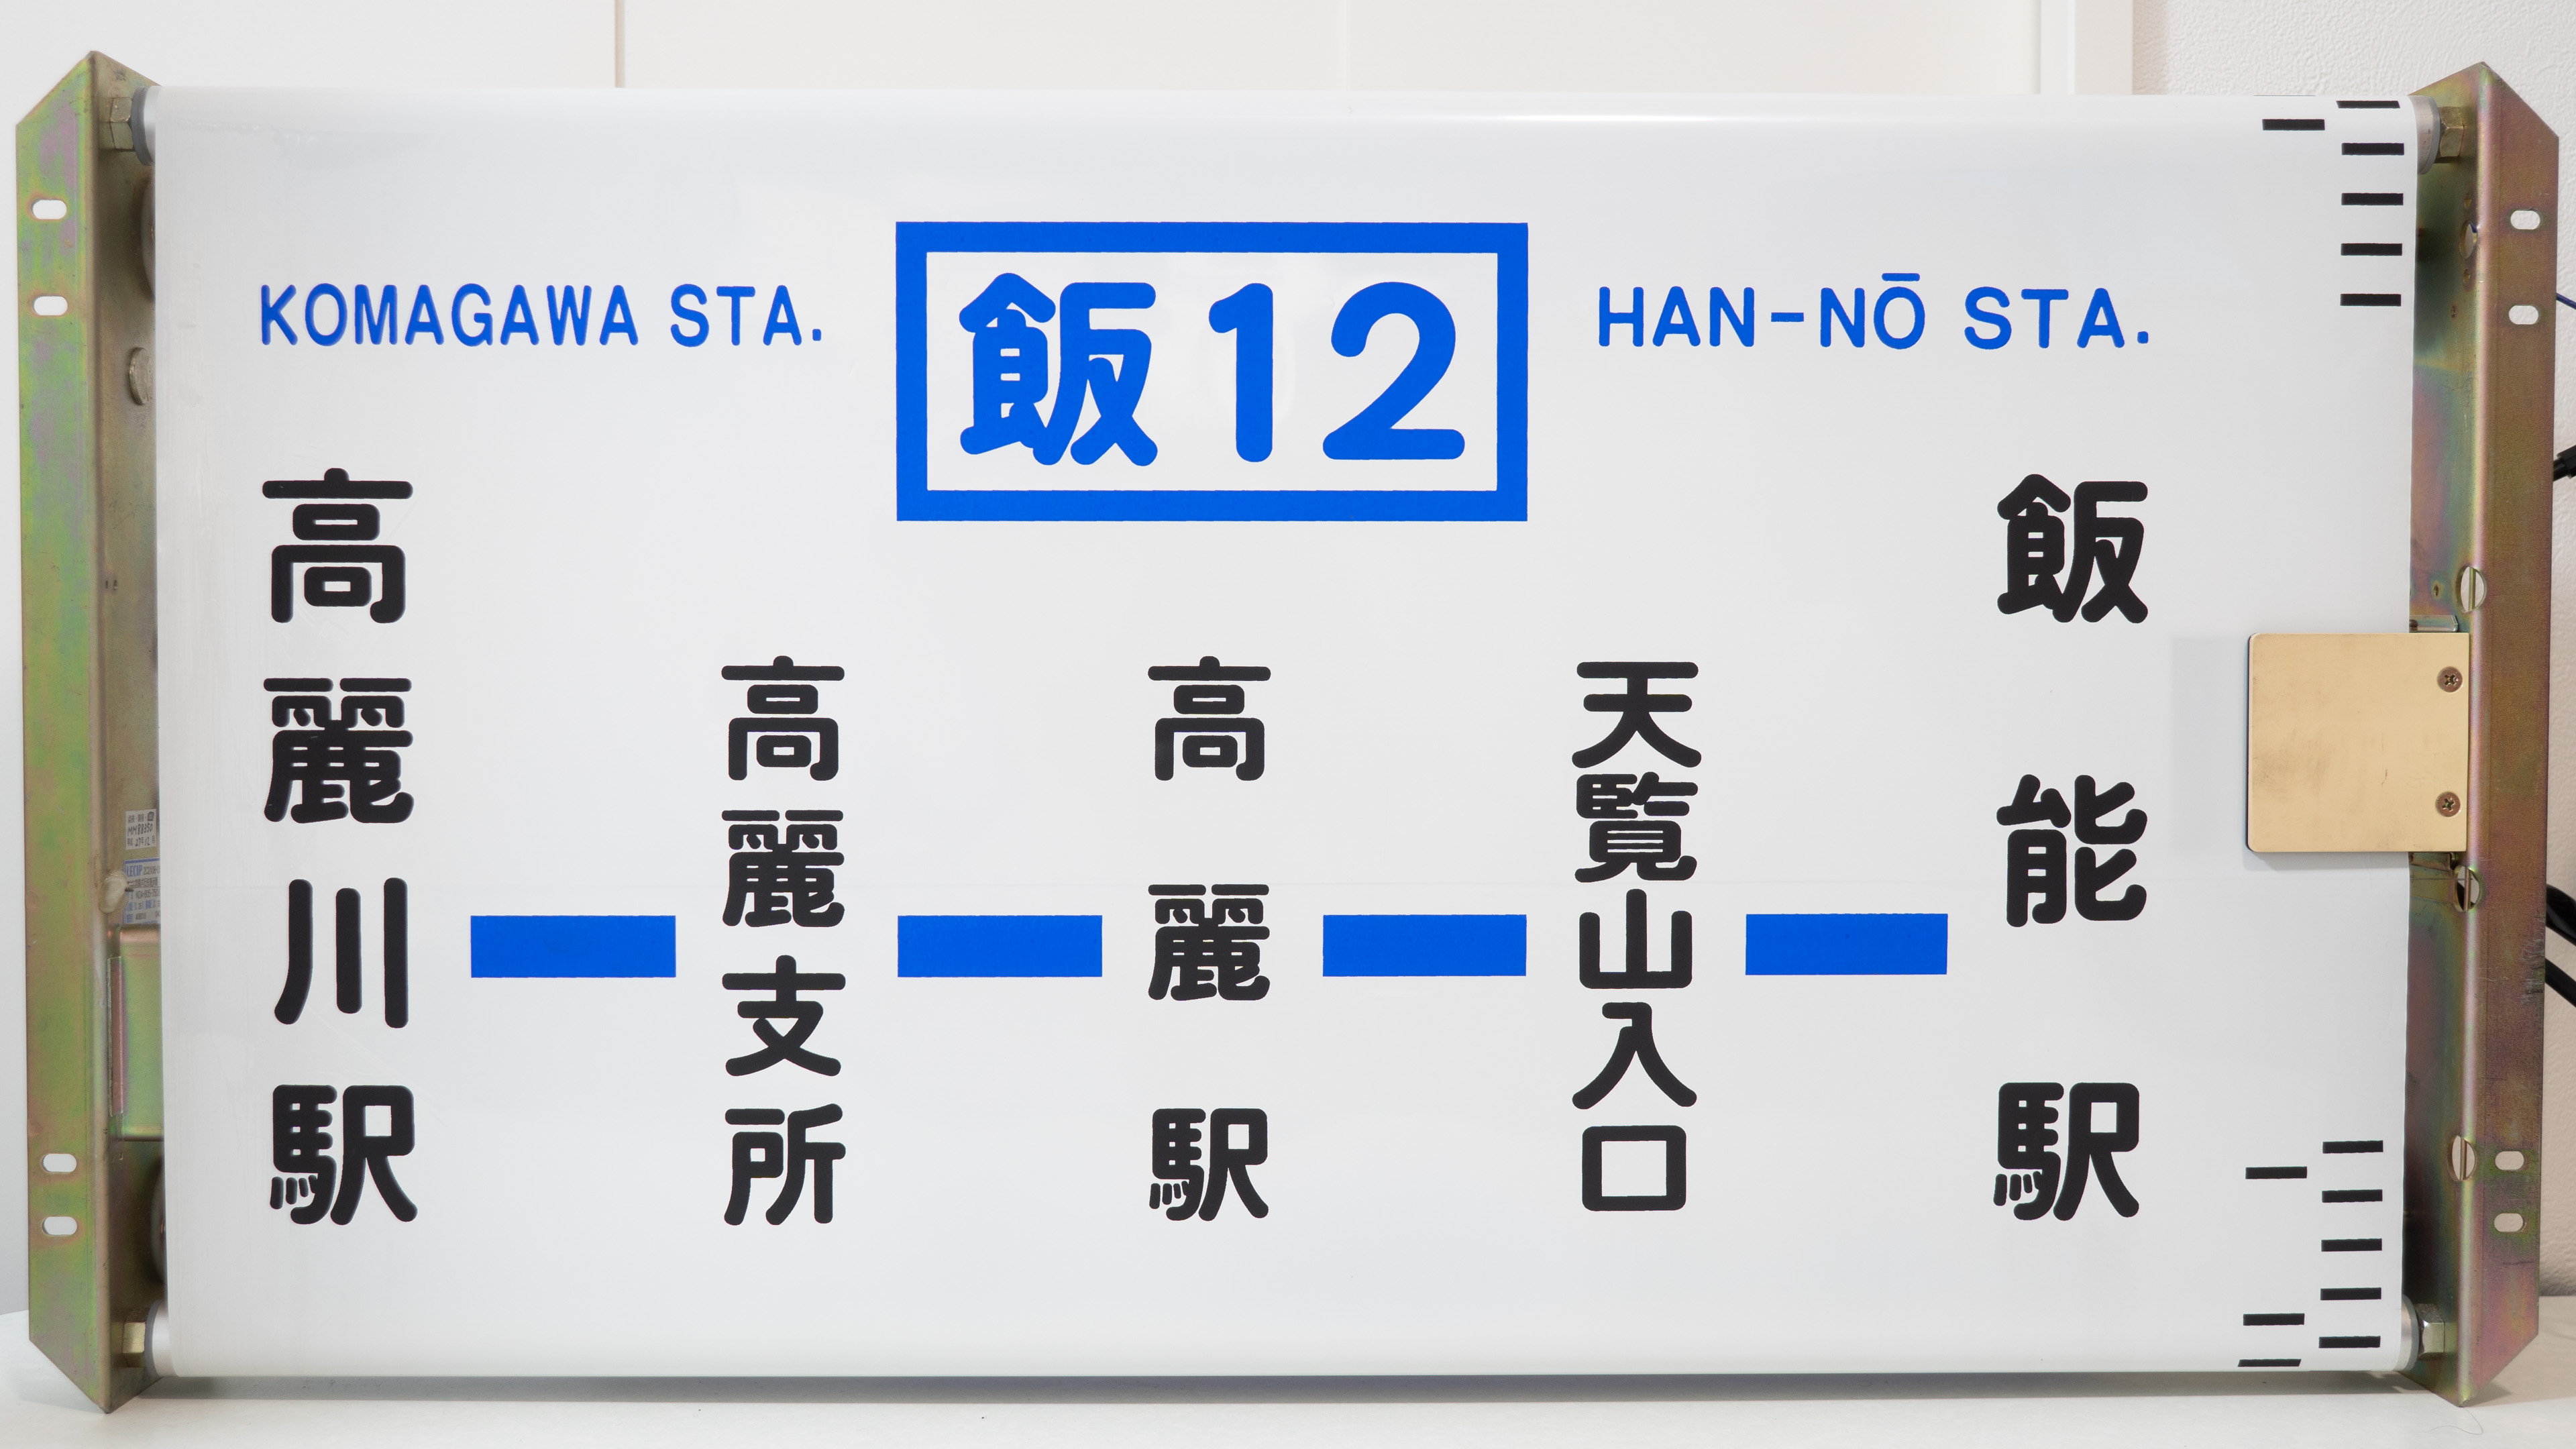 KOMAGAWA STA.
飯12
HAN-NŌ STA.
高麗川駅
高麗支所
高麗駅
天覧山入口
飯能駅